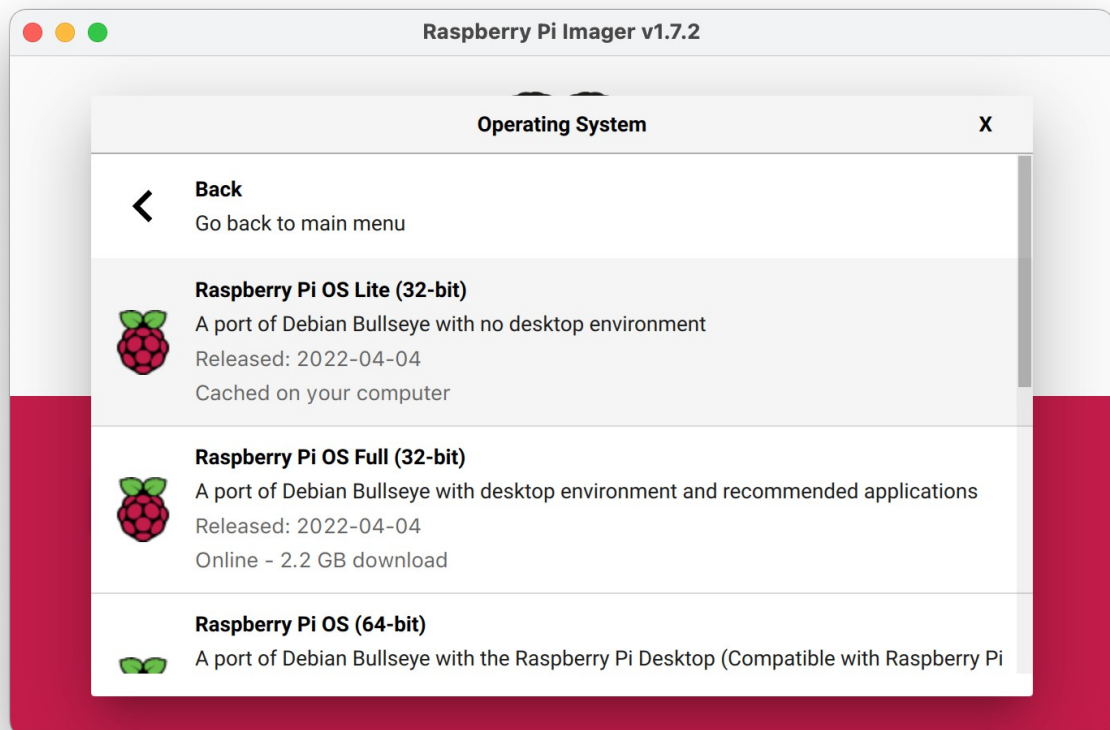 Raspberry Pi Imager v1.7.2
Operating System X
Back
Go back to main menu
Raspberry Pi OS Lite (32-bit)
A port of Debian Bullseye with no desktop environment
Released: 2022-04-04
Cached on your computer
Raspberry Pi OS Full (32-bit)
A port of Debian Bullseye with desktop environment and recommended applications
Released: 2022-04-04
Online - 2.2 GB download
Raspberry Pi OS (64-bit)
A port of Debian Bullseye with the Raspberry Pi Desktop (Compatible with Raspberry Pi